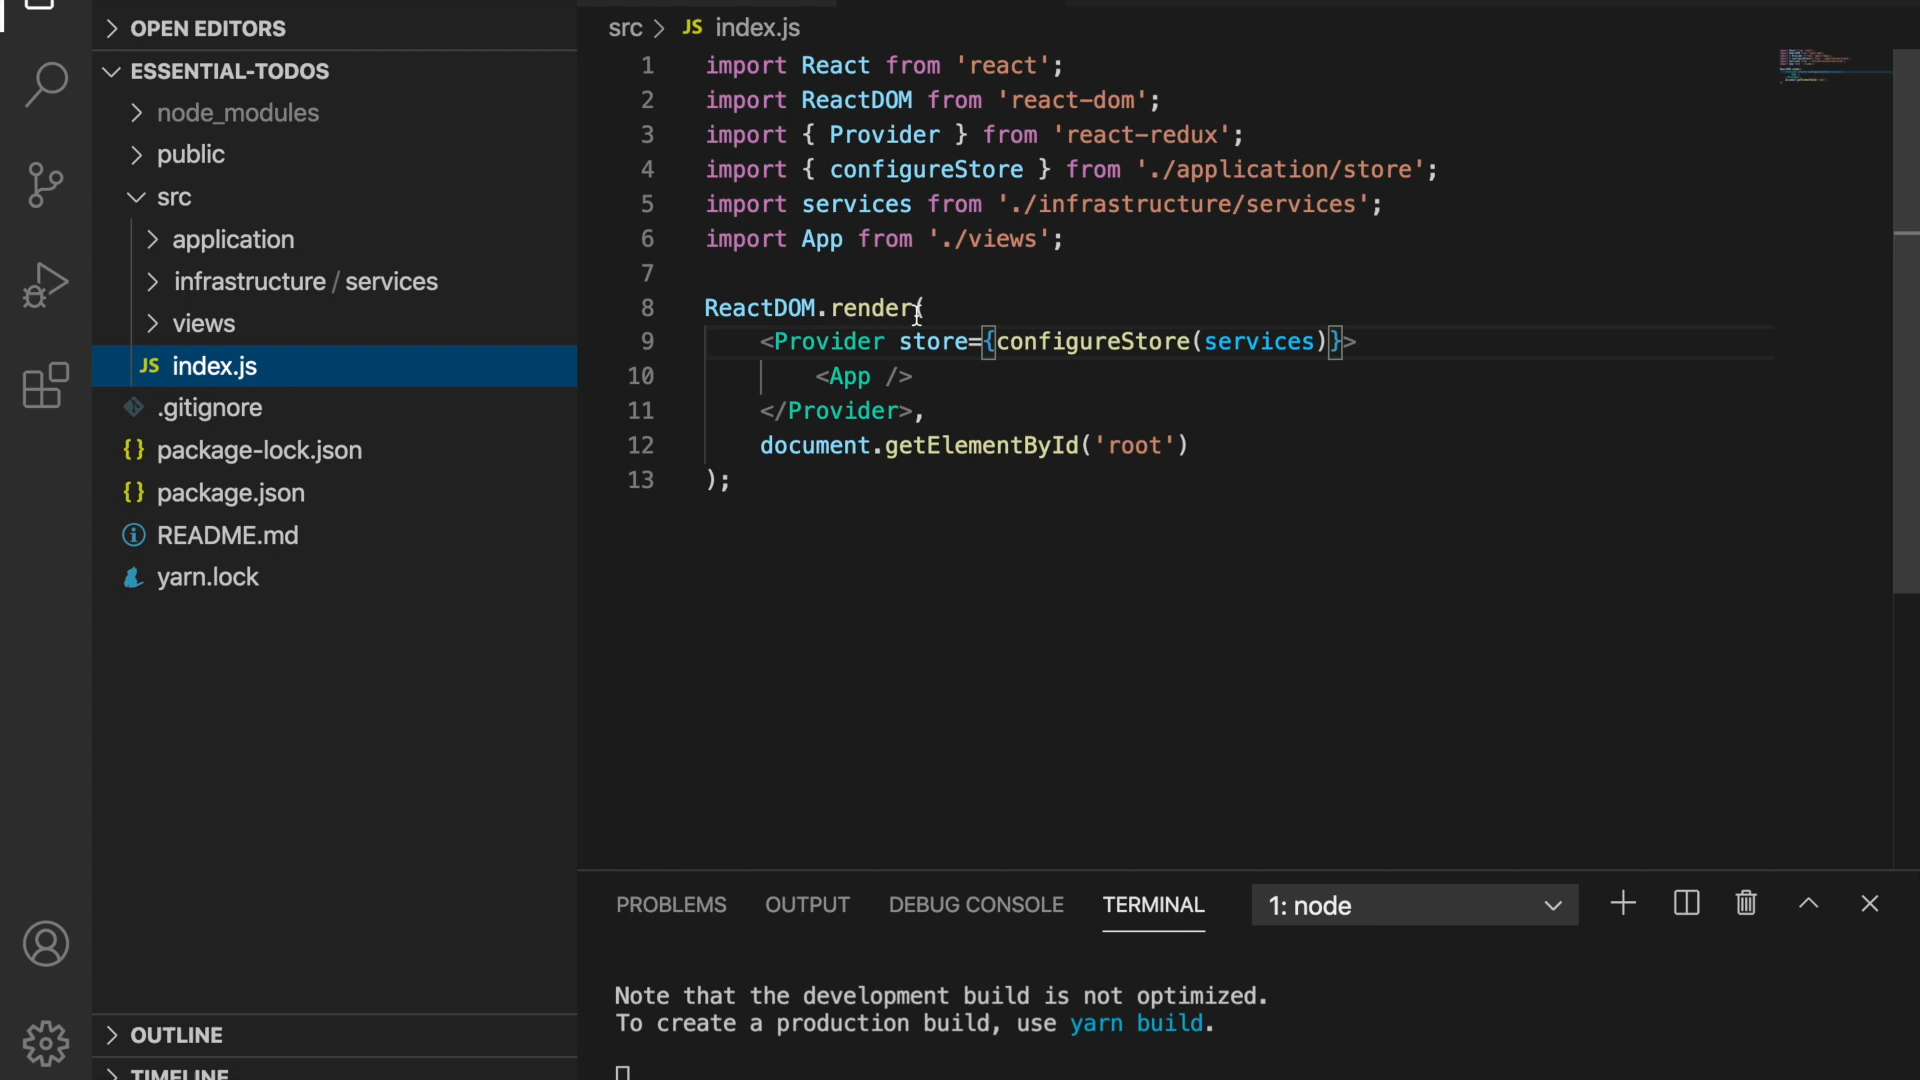 OPEN EDITORS
ESSENTIAL-TODOS
node_modules
public
src
application
infrastructure / services
views
JS index.js
.gitignore
{} package-lock.json
{} package.json
README.md
yarn.lock
OUTLINE
TIMELINE
src > JS index.js
1 import React from 'react';
2 import ReactDOM from 'react-dom';
3 import { Provider } from 'react-redux';
4 import { configureStore } from './application/store';
5 import services from './infrastructure/services';
6 import App from './views';
7
8 ReactDOM.render(
9 <Provider store={configureStore(services)}>
10 <App />
11 </Provider>,
12 document.getElementById('root')
13 );
PROBLEMS OUTPUT DEBUG CONSOLE TERMINAL 1: node
Note that the development build is not optimized.
To create a production build, use yarn build.